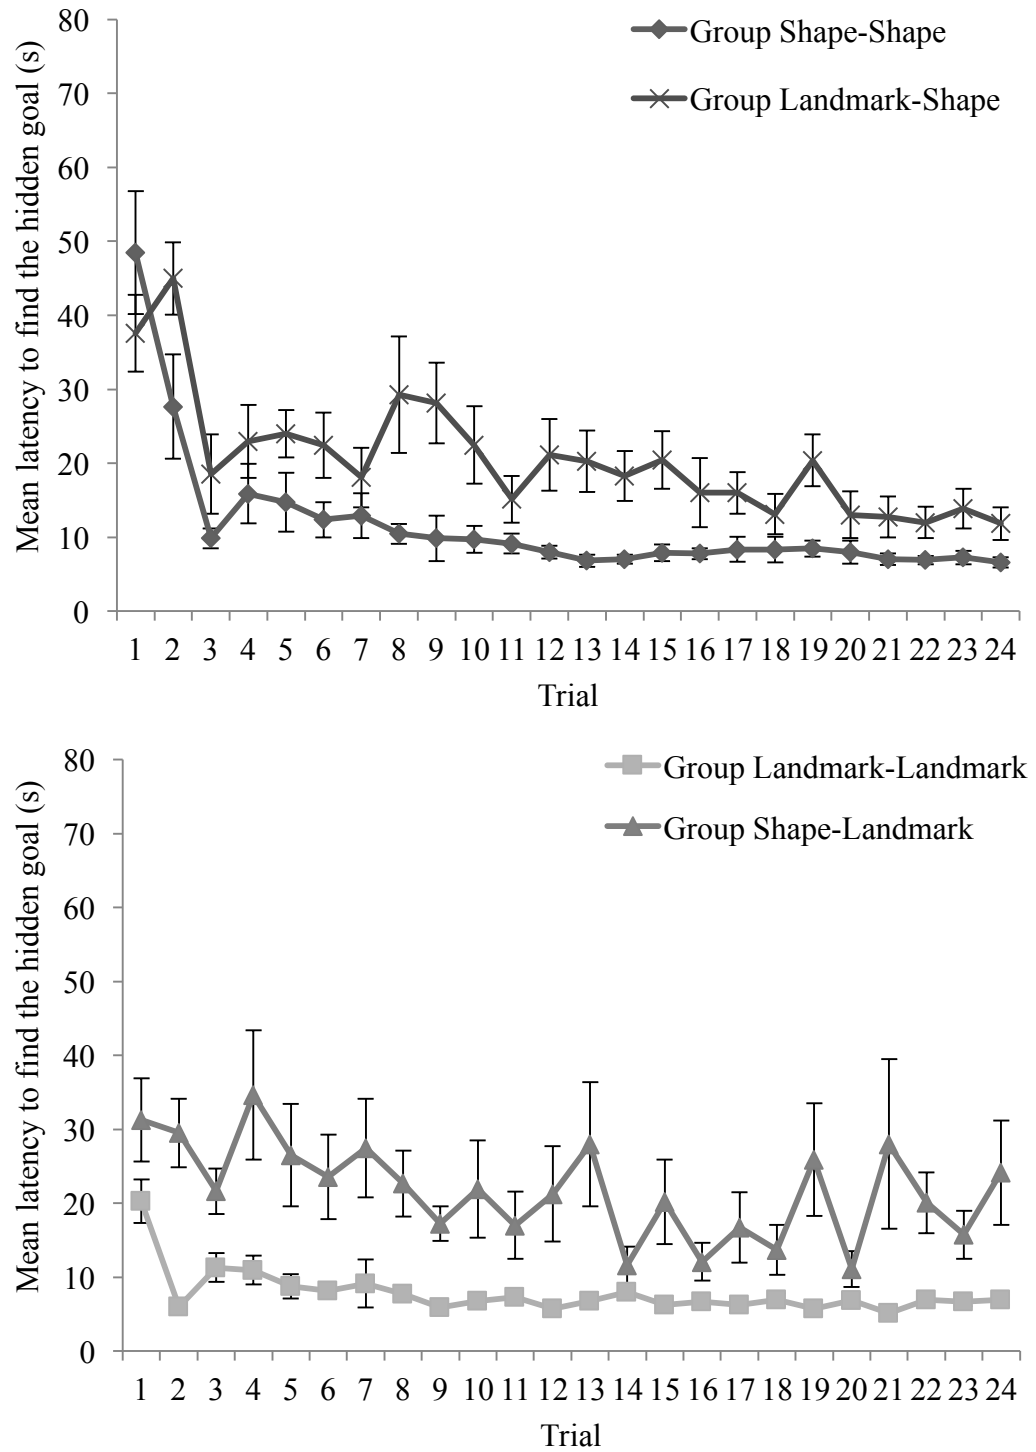 80
Group Shape-Shape
70
Group Landmark-Shape
60
50
40
30
20
10
0
Mean latency to find the hidden goal (s)
1 2 3 4 5 6 7 8 9 10 11 12 13 14 15 16 17 18 19 20 21 22 23 24
Trial
80
Group Landmark-Landmark
70
Group Shape-Landmark
60
50
40
30
20
10
0
Mean latency to find the hidden goal (s)
1 2 3 4 5 6 7 8 9 10 11 12 13 14 15 16 17 18 19 20 21 22 23 24
Trial